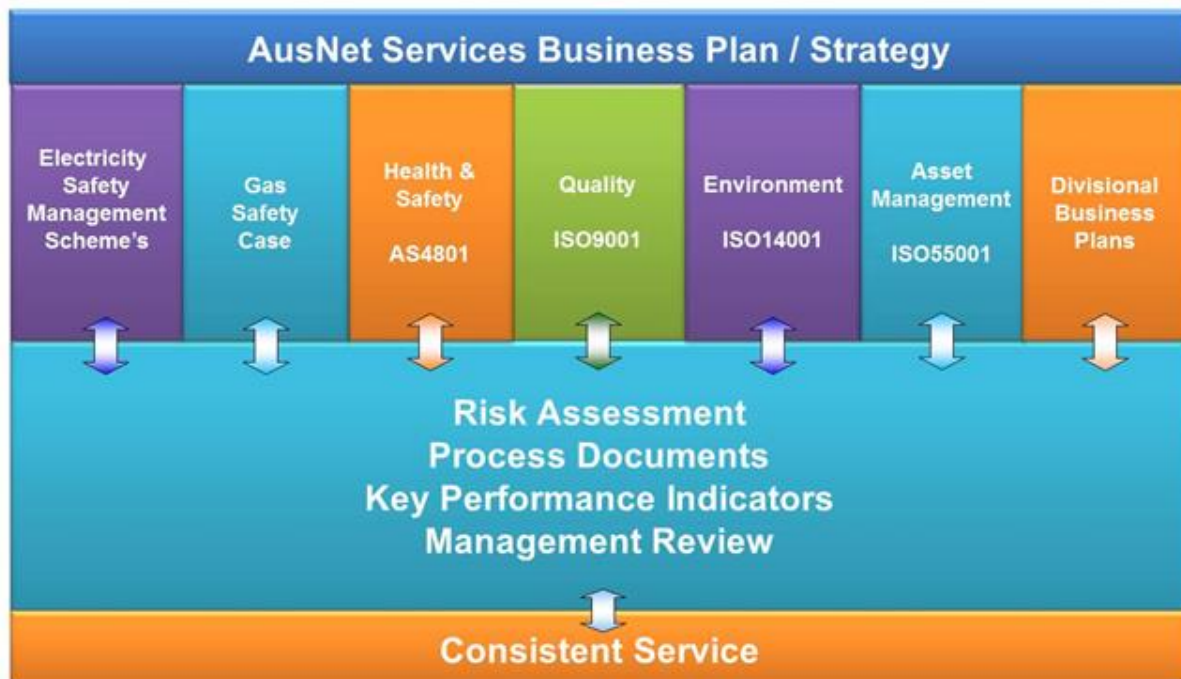 AusNet Services Business Plan / Strategy
Electricity
Safety
Management
Scheme's
Gas
Safety
Case
Health &
Safety
AS4801
Quality
ISO9001
Environment
ISO14001
Asset
Management
ISO55001
Divisional
Business
Plans
Risk Assessment
Process Documents
Key Performance Indicators
Management Review
Consistent Service